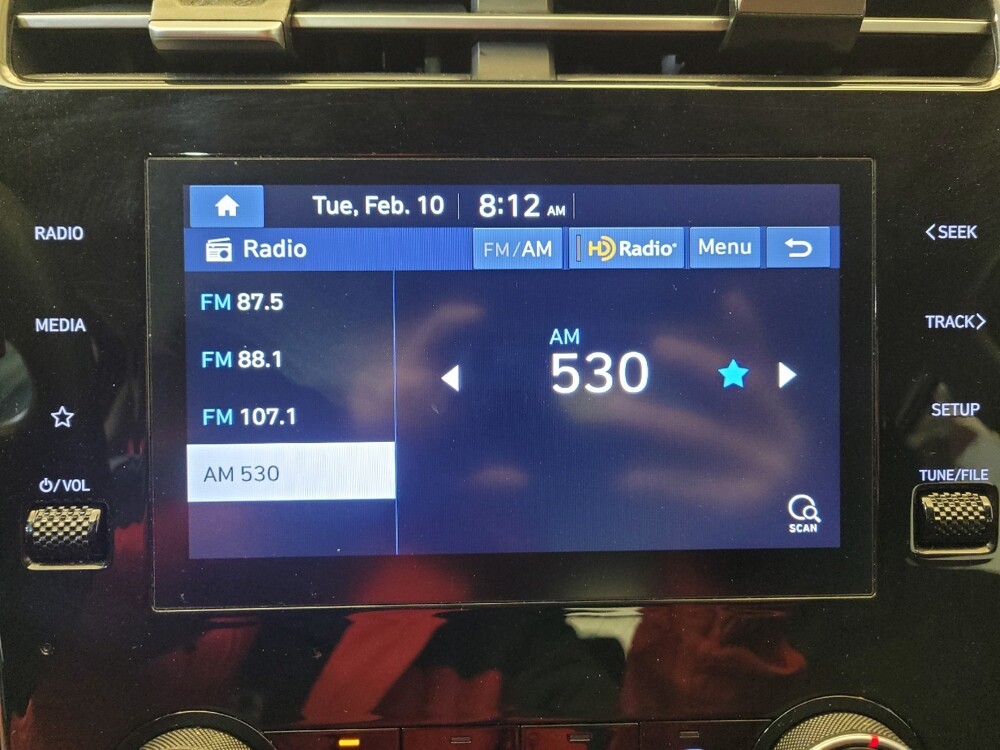 Tue, Feb. 10 8:12 AM
RADIO
<SEEK
Radio FM/AM HD Radio Menu
FM 87.5
MEDIA
TRACK>
AM
FM 88.1
530
FM 107.1
SETUP
AM 530
/VOL
TUNE/FILE
SCAN